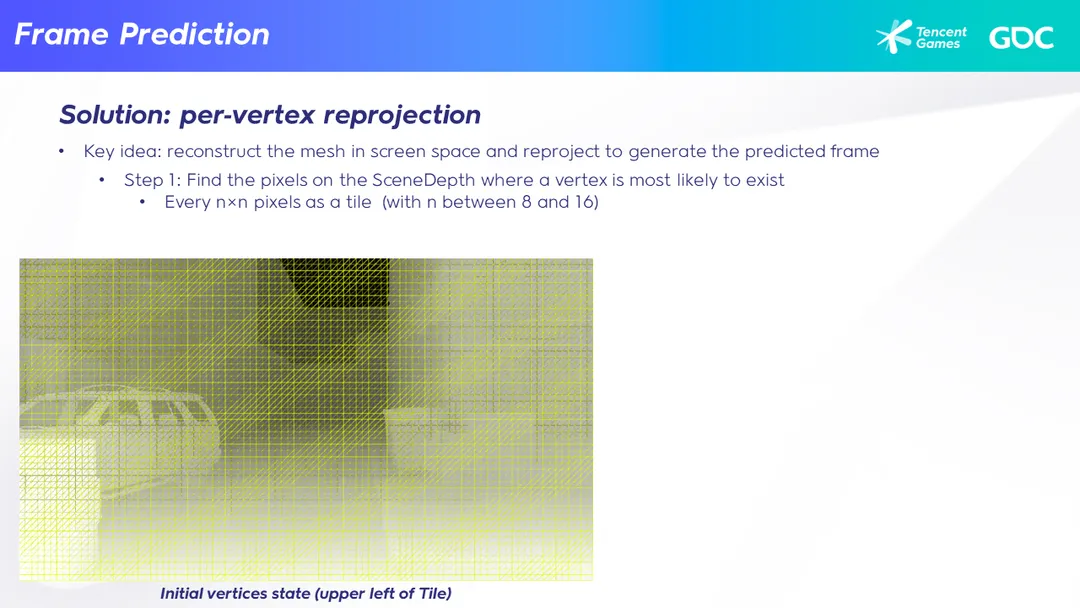 Frame Prediction
Tencent
Games
GDC
Solution: per-vertex reprojection
• Key idea: reconstruct the mesh in screen space and reproject to generate the predicted frame
• Step 1: Find the pixels on the SceneDepth where a vertex is most likely to exist
• Every n×n pixels as a tile (with n between 8 and 16)
Initial vertices state (upper left of Tile)